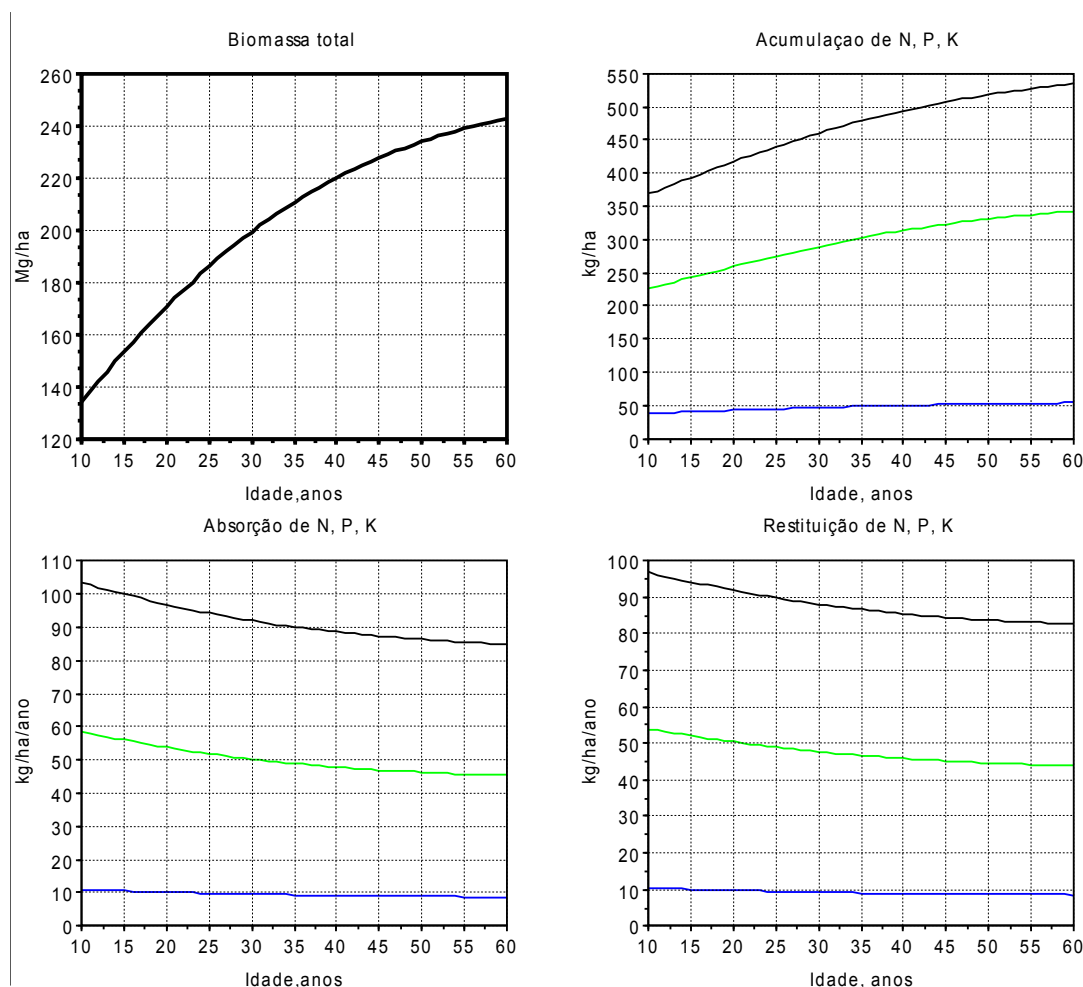 Biomassa total
260
240
220
200
180
160
140
120
Mg/ha
10 15 20 25 30 35 40 45 50 55 60
Idade,anos
Acumulaçao de N, P, K
550
500
450
400
350
300
250
200
150
100
50
0
kg/ha
10 15 20 25 30 35 40 45 50 55 60
Idade, anos
Absorção de N, P, K
110
100
90
80
70
60
50
40
30
20
10
0
kg/ha/ano
10 15 20 25 30 35 40 45 50 55 60
Idade,anos
Restituição de N, P, K
100
90
80
70
60
50
40
30
20
10
0
kg/ha/ano
10 15 20 25 30 35 40 45 50 55 60
Idade, anos